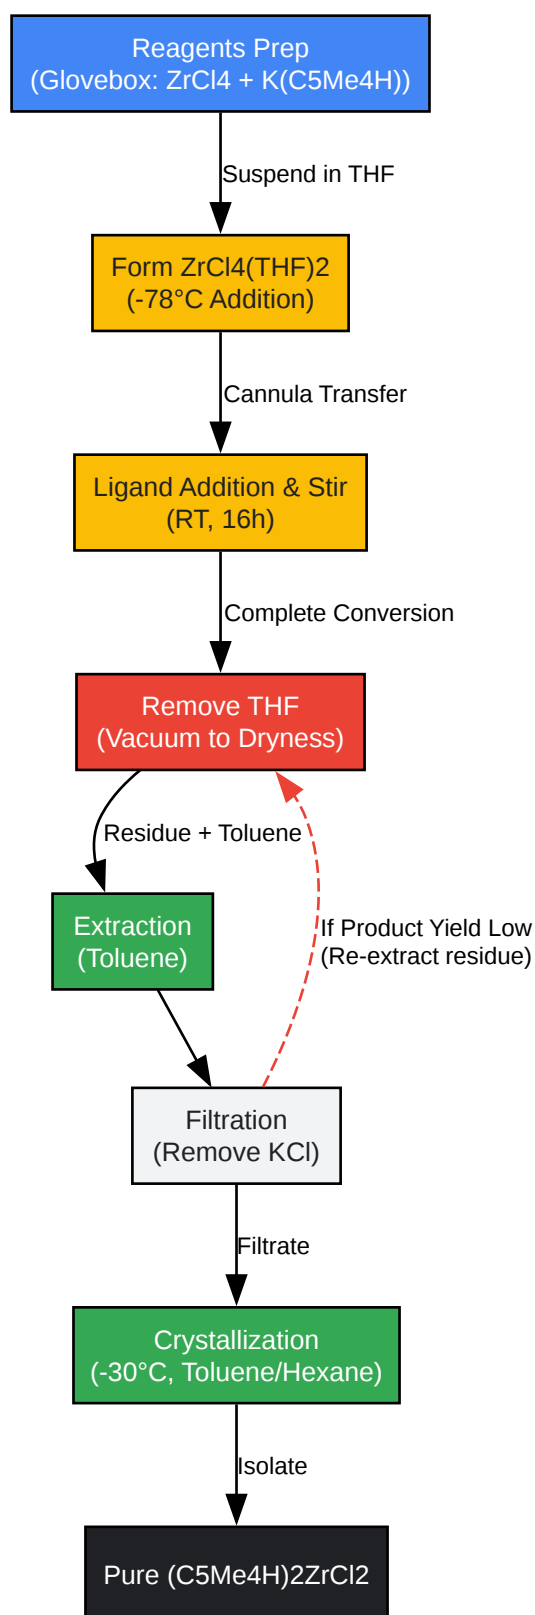 Reagents Prep
(Glovebox: ZrCl4 + K(C5Me4H))
Suspend in THF
Form ZrCl4(THF)2
(-78°C Addition)
Cannula Transfer
Ligand Addition & Stir
(RT, 16h)
Complete Conversion
Remove THF
(Vacuum to Dryness)
Residue + Toluene
Extraction
(Toluene)
If Product Yield Low
(Re-extract residue)
Filtration
(Remove KCl)
Filtrate
Crystallization
(-30°C, Toluene/Hexane)
Isolate
Pure (C5Me4H)2ZrCl2